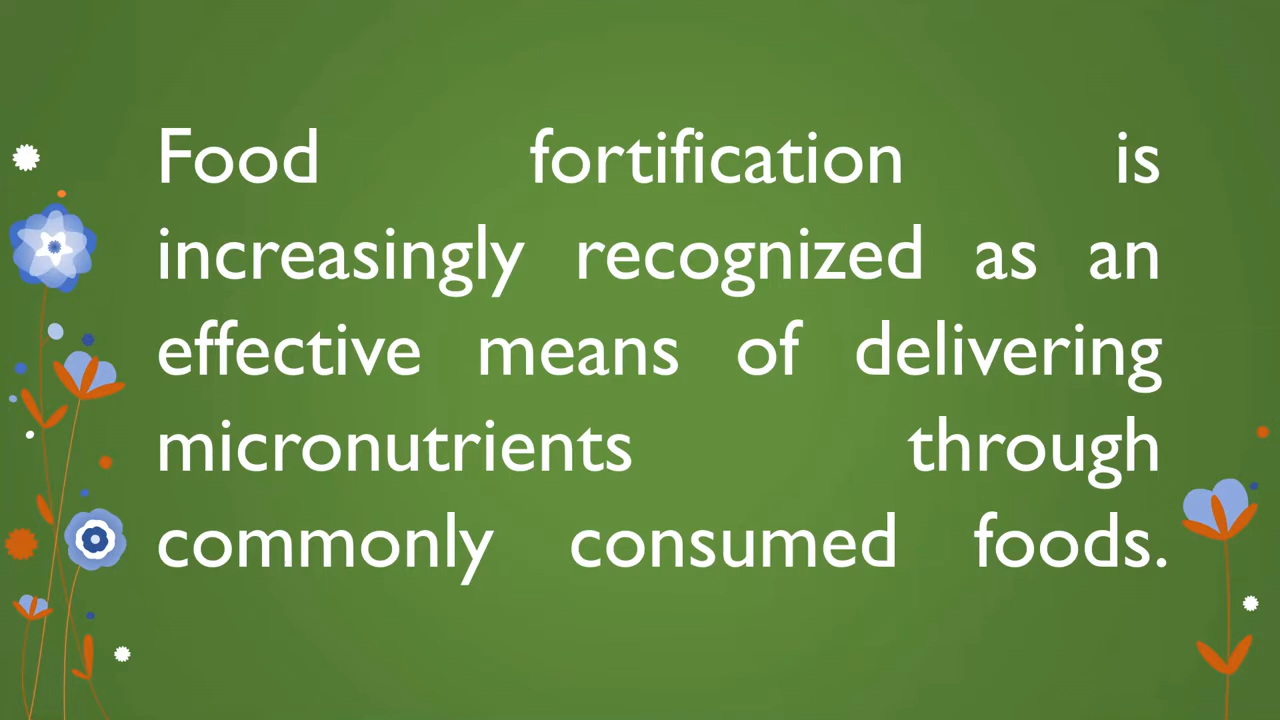 Food fortification is
increasingly recognized as an
effective means of delivering
micronutrients through
commonly consumed foods.